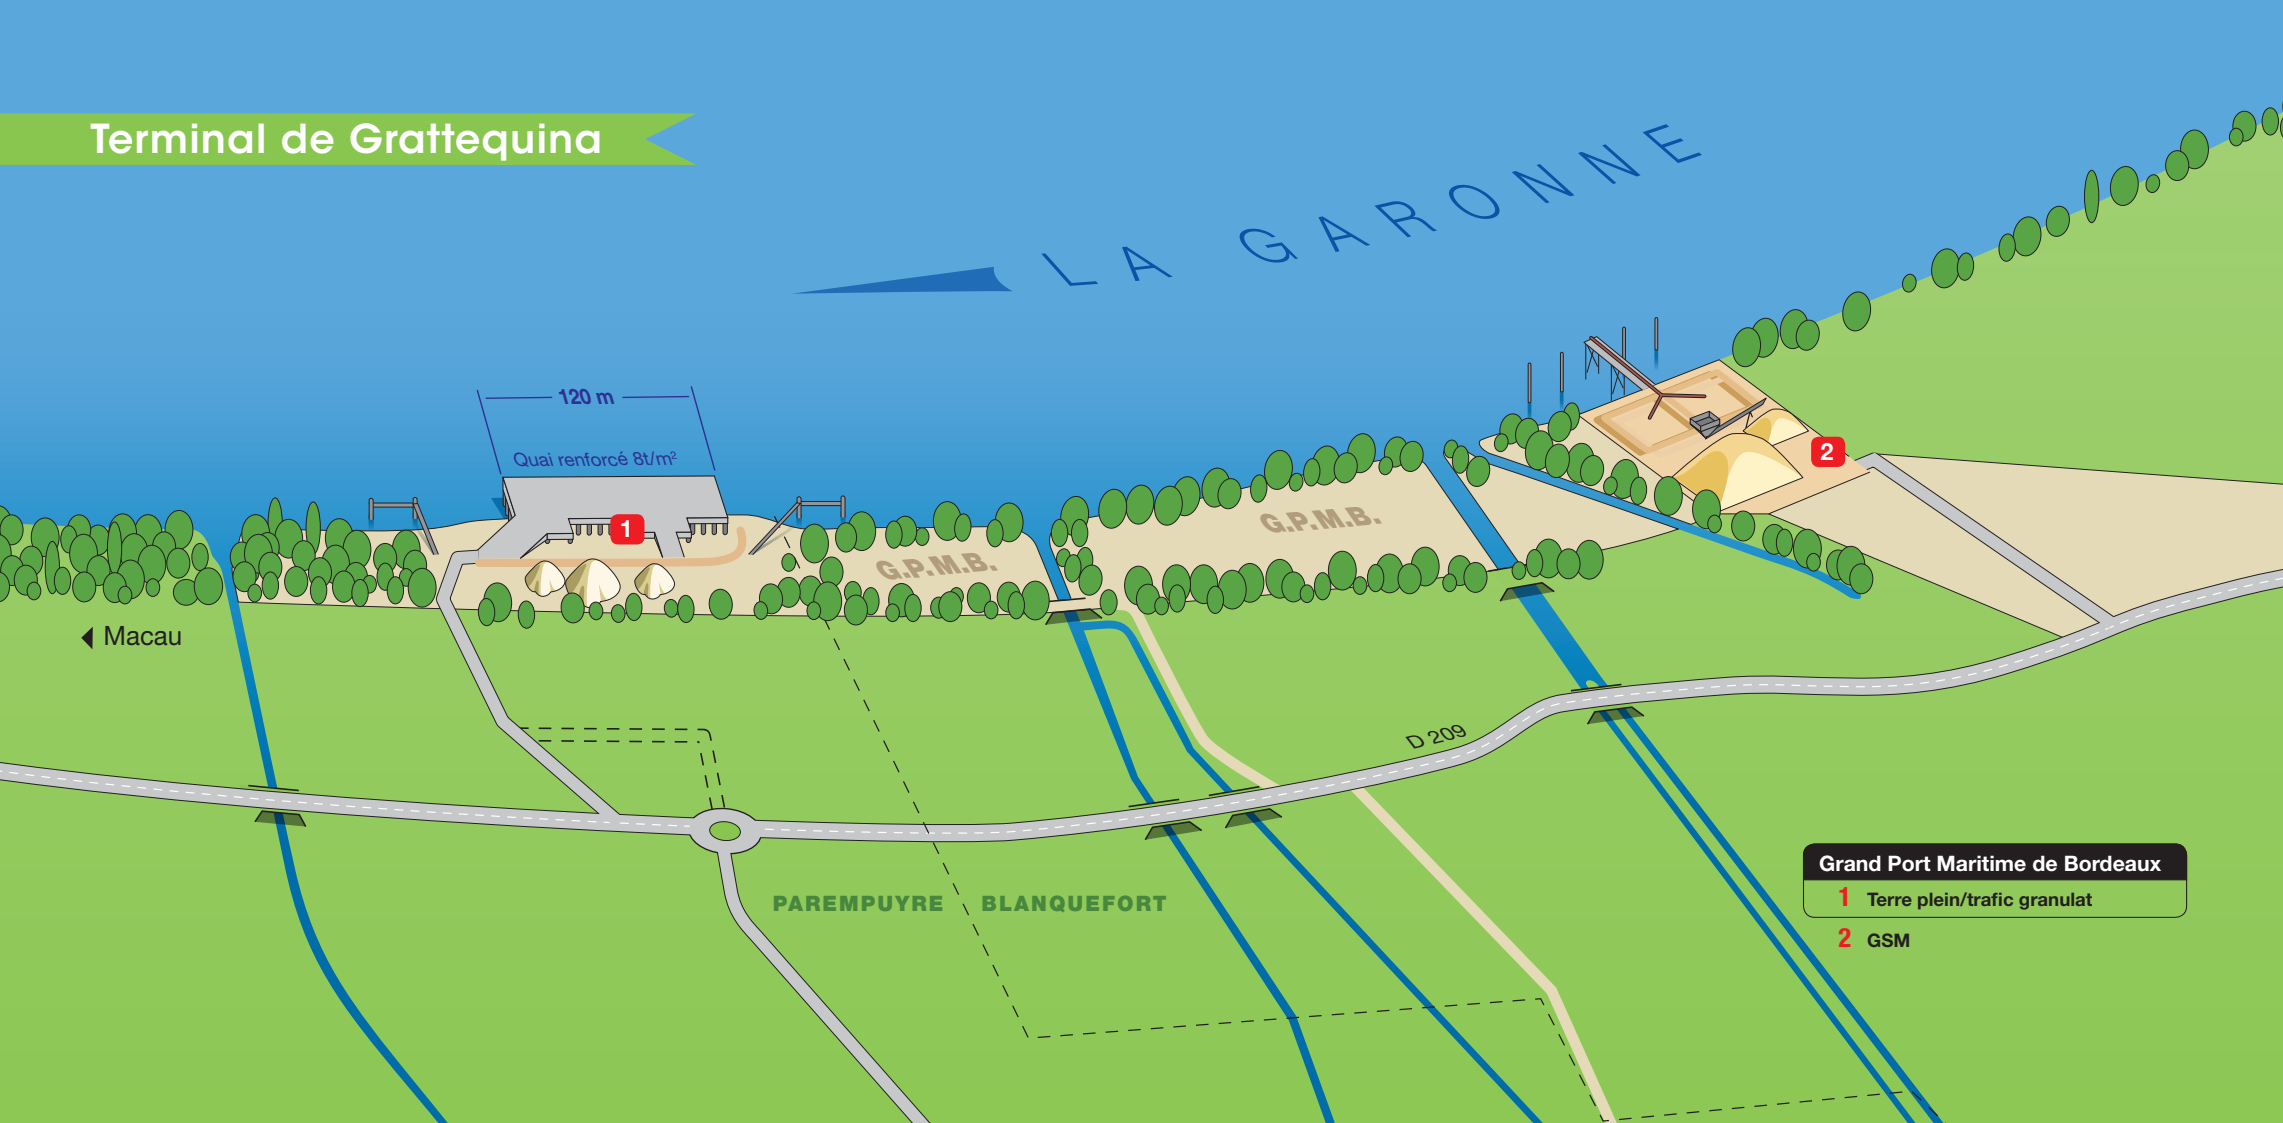 Terminal de Grattequina
LA GARONNE
120 m
Quai renforcé 8t/m²
1
2
G.P.M.B.
G.P.M.B.
Macau
D 209
PAREMPUYRE
BLANQUEFORT
Grand Port Maritime de Bordeaux
1 Terre plein/trafic granulat
2 GSM